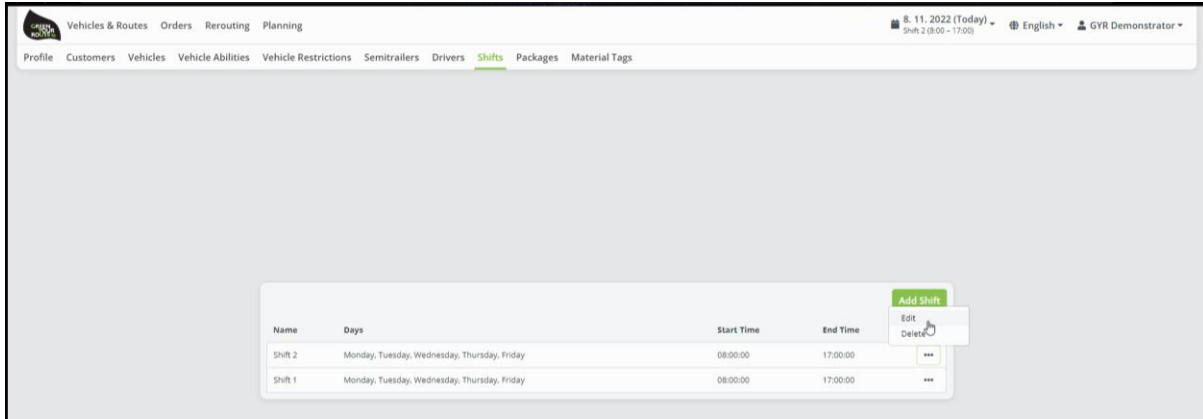 GREEN
YOUR
ROUTE
Vehicles & Routes Orders Rerouting Planning
8. 11. 2022 (Today)
Shift 2 (8:00 – 17:00)
English
GYR Demonstrator
Profile Customers Vehicles Vehicle Abilities Vehicle Restrictions Semitrailers Drivers Shifts Packages Material Tags
Add Shift
Edit
Delete
Name Days Start Time End Time
Shift 2 Monday, Tuesday, Wednesday, Thursday, Friday 08:00:00 17:00:00
Shift 1 Monday, Tuesday, Wednesday, Thursday, Friday 08:00:00 17:00:00